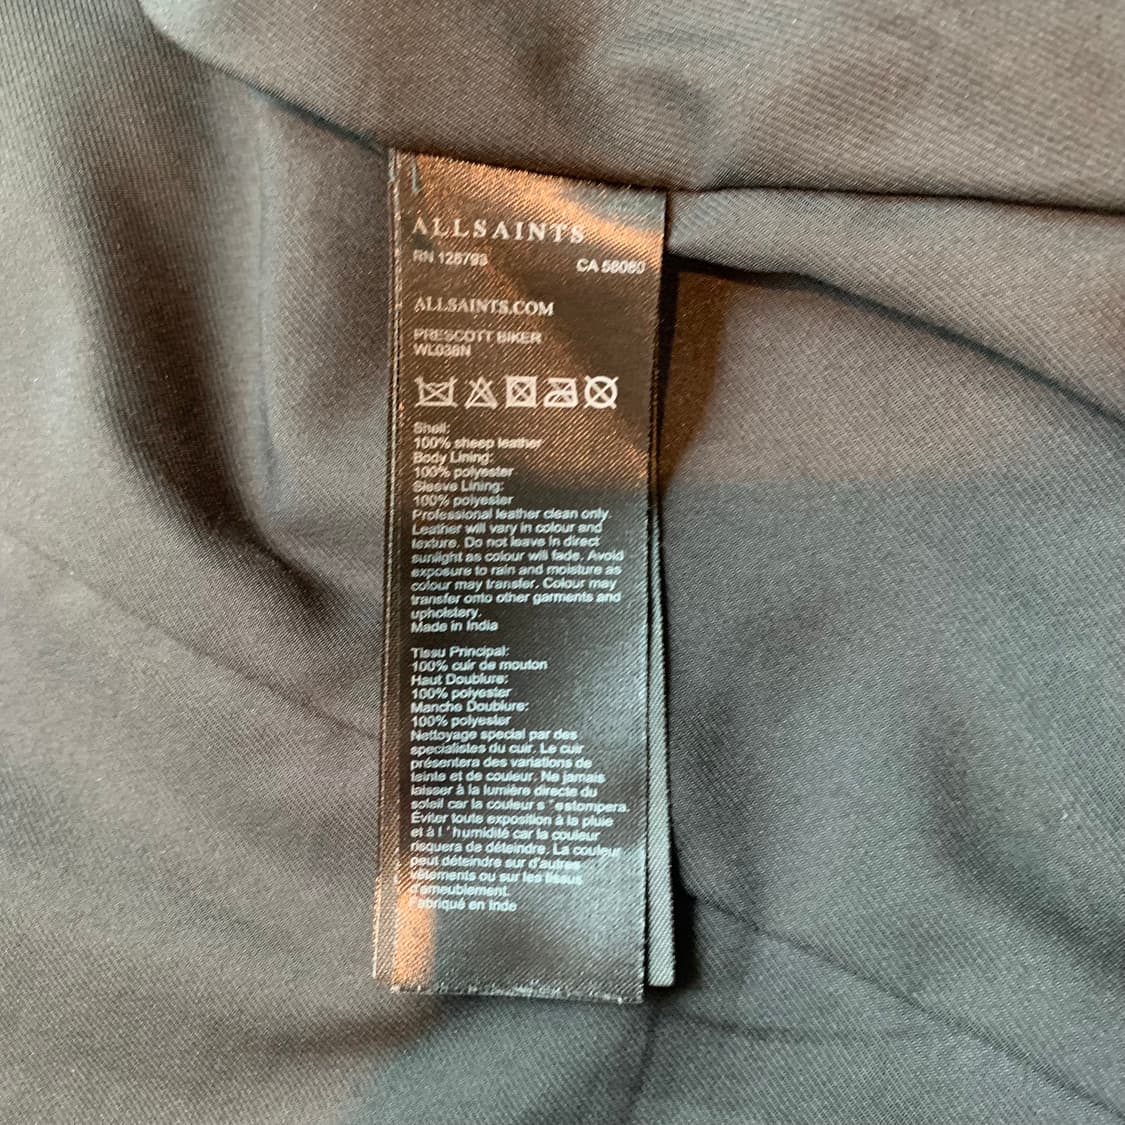 ALLSAINTS
RN 128793 CA 58080
ALLSAINTS.COM
PRESCOTT BIKER
WL038N
Shell:
100% sheep leather
Body Lining:
100% polyester
Sleeve Lining:
100% polyester
Professional leather clean only.
Leather will vary in colour and
texture. Do not leave in direct
sunlight as colour will fade. Avoid
exposure to rain and moisture as
colour may transfer. Colour may
transfer onto other garments and
upholstery.
Made in India
Tissu Principal:
100% cuir de mouton
Haut Doublure:
100% polyester
Manche Doublure:
100% polyester
Nettoyage special par des
specialistes du cuir. Le cuir
présentera des variations de
teinte et de couleur. Ne jamais
laisser à la lumière directe du
soleil car la couleur s 'estompera.
Éviter toute exposition à la pluie
et à l 'humidité car la couleur
risquera de déteindre. La couleur
peut déteindre sur d'autres
vêtements ou sur les tissus
d'ameublement.
Fabriqué en Inde